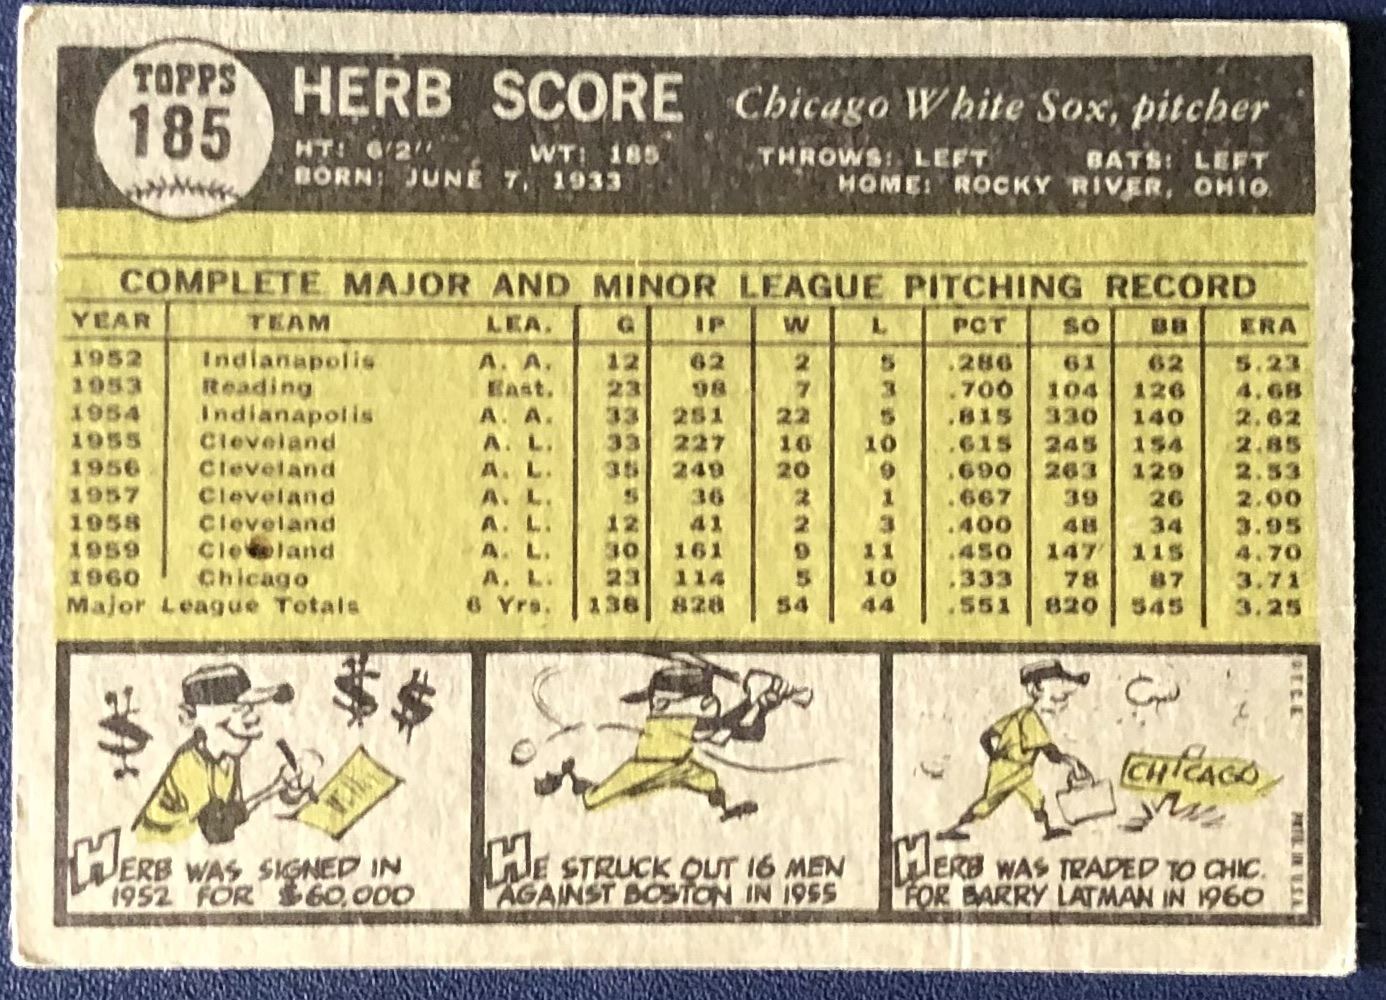 TOPPS
185
HERB SCORE Chicago White Sox, pitcher
HT: 6'2" WT: 185 THROWS: LEFT BATS: LEFT
BORN: JUNE 7, 1933 HOME: ROCKY RIVER, OHIO
COMPLETE MAJOR AND MINOR LEAGUE PITCHING RECORD
YEAR TEAM LEA. G IP W L PCT SO BB ERA
1952 Indianapolis A. A. 12 62 2 5 .286 61 62 5.23
1953 Reading East. 23 98 7 3 .700 104 126 4.68
1954 Indianapolis A. A. 33 251 22 5 .815 330 140 2.62
1955 Cleveland A. L. 33 227 16 10 .615 245 154 2.85
1956 Cleveland A. L. 35 249 20 9 .690 263 129 2.53
1957 Cleveland A. L. 5 36 2 1 .667 39 26 2.00
1958 Cleveland A. L. 12 41 2 3 .400 48 34 3.95
1959 Cleveland A. L. 30 161 9 11 .450 147 115 4.70
1960 Chicago A. L. 23 114 5 10 .333 78 87 3.71
Major League Totals 6 Yrs. 138 828 54 44 .551 820 545 3.25
$ $ $
HERB WAS SIGNED IN
1952 FOR $60,000
HE STRUCK OUT 16 MEN
AGAINST BOSTON IN 1955
CHICAGO
HERB WAS TRADED TO CHIC.
FOR BARRY LATMAN IN 1960
PRTD. IN U.S.A.